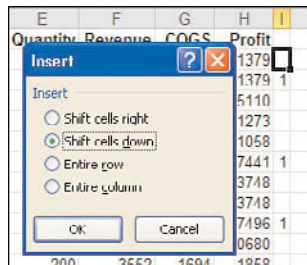 E F G H I
Quantity Revenue COGS Profit
Insert ? X
1379
1379 1
Insert
5110
Shift cells right
1273
Shift cells down
1058
Entire row
7441 1
Entire column
3748
3748
7496 1
OK Cancel
0680
200 3552 1694 1858